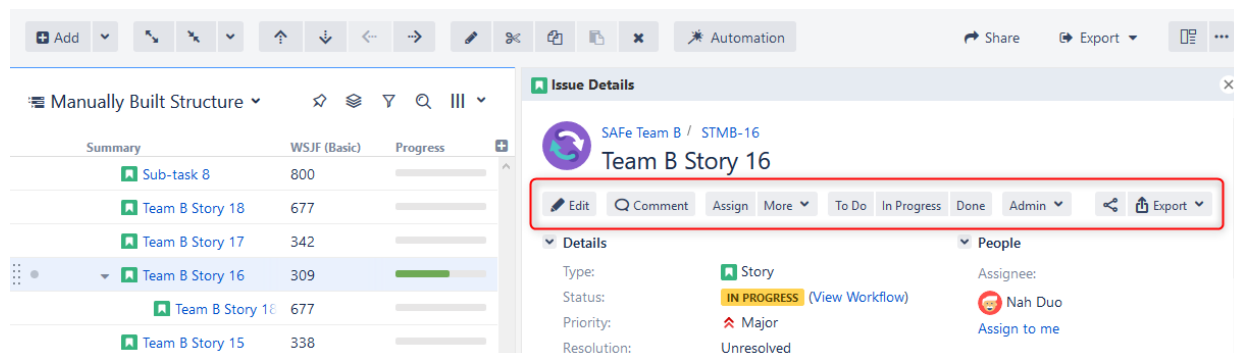 Add
Automation
Share
Export
Manually Built Structure
Summary WSJF (Basic) Progress
Sub-task 8 800
Team B Story 18 677
Team B Story 17 342
Team B Story 16 309
Team B Story 18 677
Team B Story 15 338
Issue Details
SAFe Team B / STMB-16
Team B Story 16
Edit Comment Assign More To Do In Progress Done Admin Export
Details
Type: Story
Status: IN PROGRESS (View Workflow)
Priority: Major
Resolution: Unresolved
People
Assignee:
Nah Duo
Assign to me